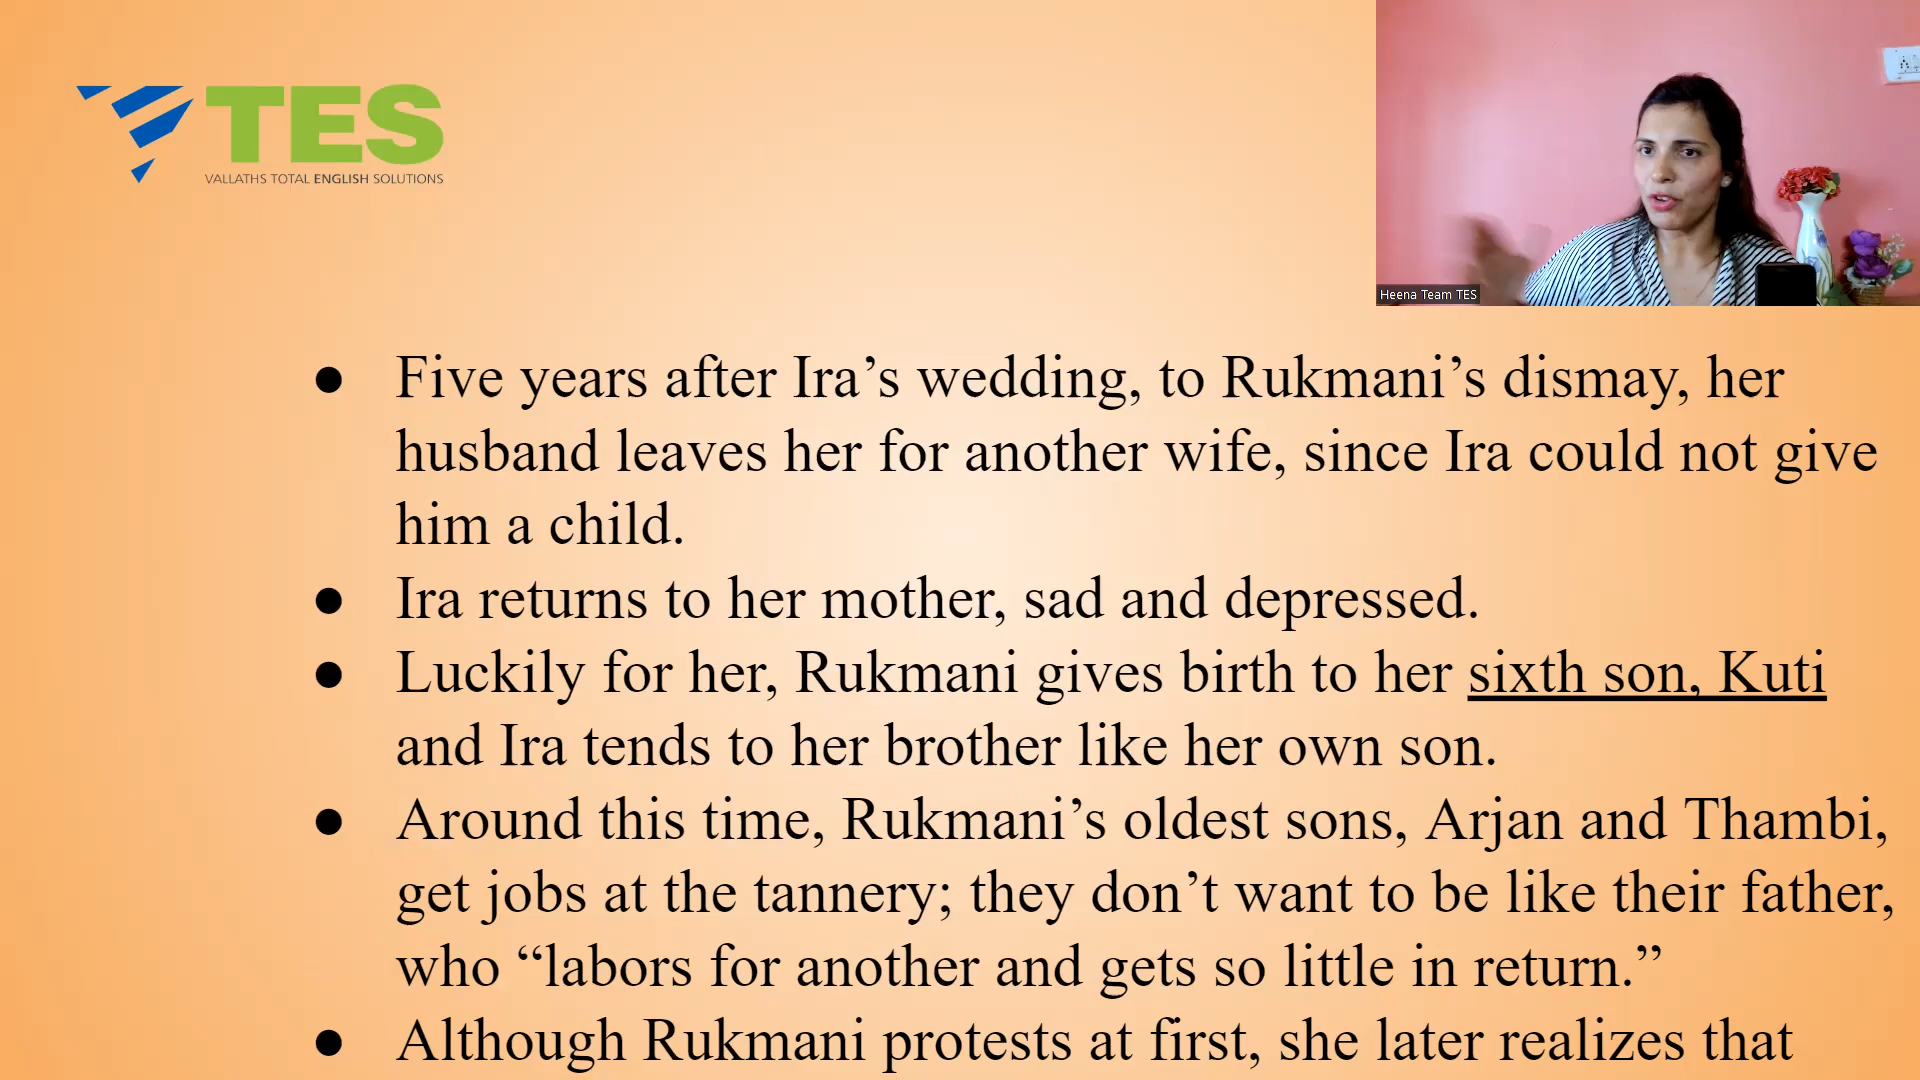 TES
VALLATHS TOTAL ENGLISH SOLUTIONS
Heena Team TES
● Five years after Ira’s wedding, to Rukmani’s dismay, her
husband leaves her for another wife, since Ira could not give
him a child.
● Ira returns to her mother, sad and depressed.
● Luckily for her, Rukmani gives birth to her sixth son, Kuti
and Ira tends to her brother like her own son.
● Around this time, Rukmani’s oldest sons, Arjan and Thambi,
get jobs at the tannery; they don’t want to be like their father,
who “labors for another and gets so little in return.”
● Although Rukmani protests at first, she later realizes that